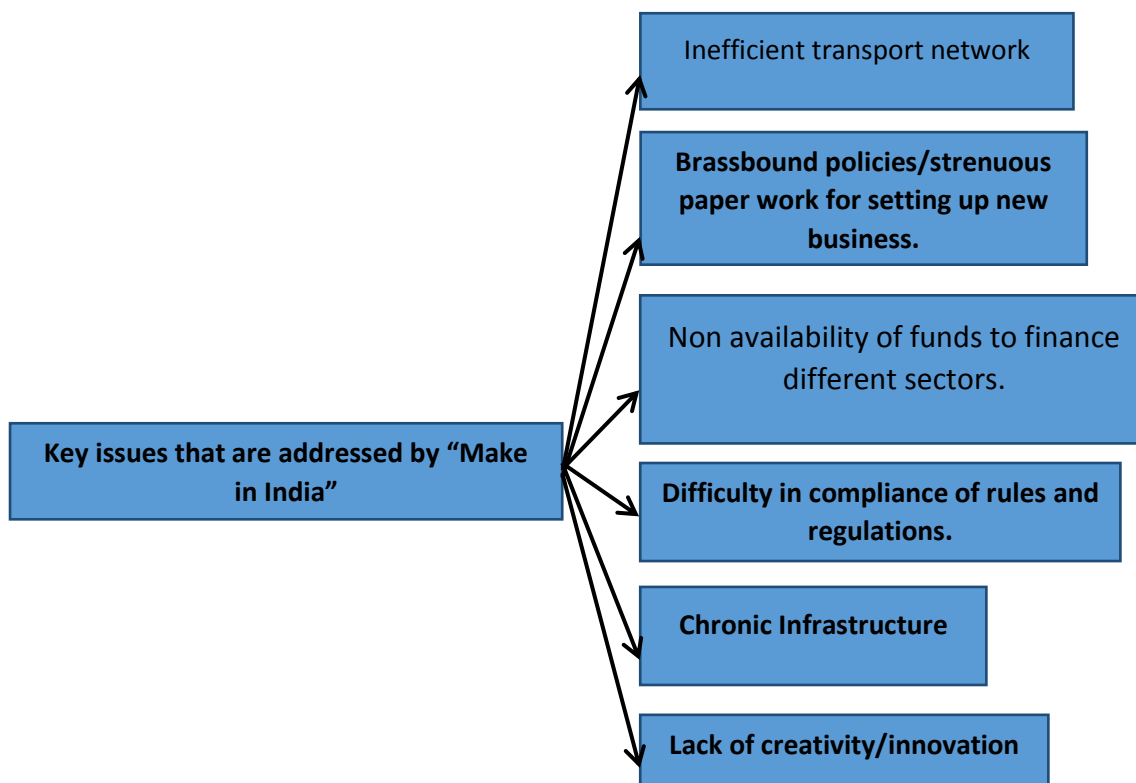 Inefficient transport network
Brassbound policies/strenuous
paper work for setting up new
business.
Non availability of funds to finance
different sectors.
Key issues that are addressed by “Make
in India”
Difficulty in compliance of rules and
regulations.
Chronic Infrastructure
Lack of creativity/innovation